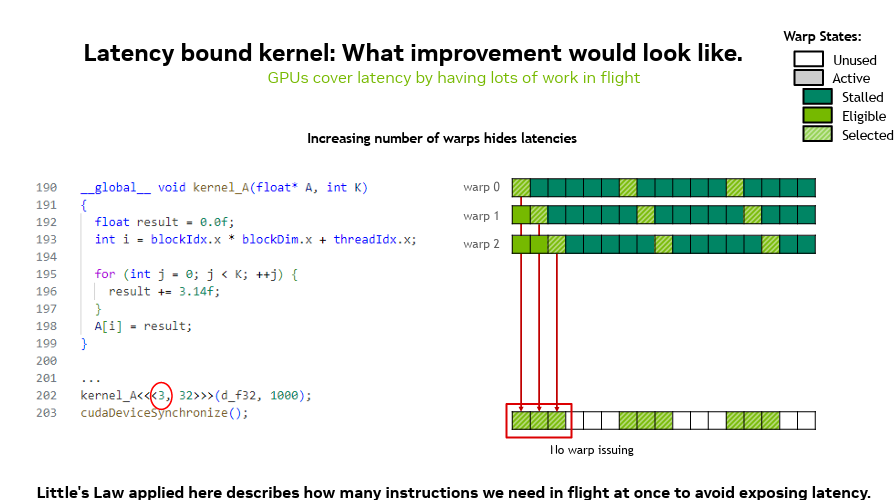 Warp States:
Latency bound kernel: What improvement would look like.
GPUs cover latency by having lots of work in flight
Unused
Active
Stalled
Eligible
Selected
Increasing number of warps hides latencies
190 __global__ void kernel_A(float* A, int K)
191 {
192 float result = 0.0f;
193 int i = blockIdx.x * blockDim.x + threadIdx.x;
194
195 for (int j = 0; j < K; ++j) {
196 result += 3.14f;
197 }
198 A[i] = result;
199 }
200
201 ...
202 kernel_A<<<3, 32>>>(d_f32, 1000);
203 cudaDeviceSynchronize();
warp 0
warp 1
warp 2
No warp issuing
Little's Law applied here describes how many instructions we need in flight at once to avoid exposing latency.